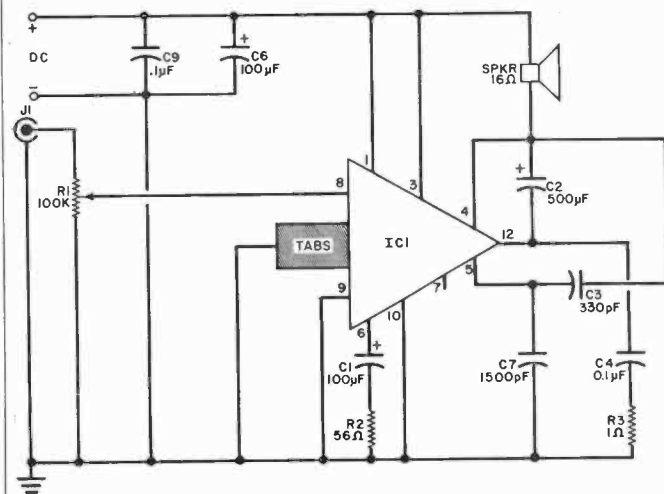 +
DC
−
C9
.1µF
+
C6
100µF
SPKR
16Ω
J1
R1
100K
1
3
8
4
+
C2
500µF
TABS
IC1
12
5
9
7
10
6
C3
330pF
+
C1
100µF
C7
1500pF
C4
0.1µF
R2
56Ω
R3
1Ω